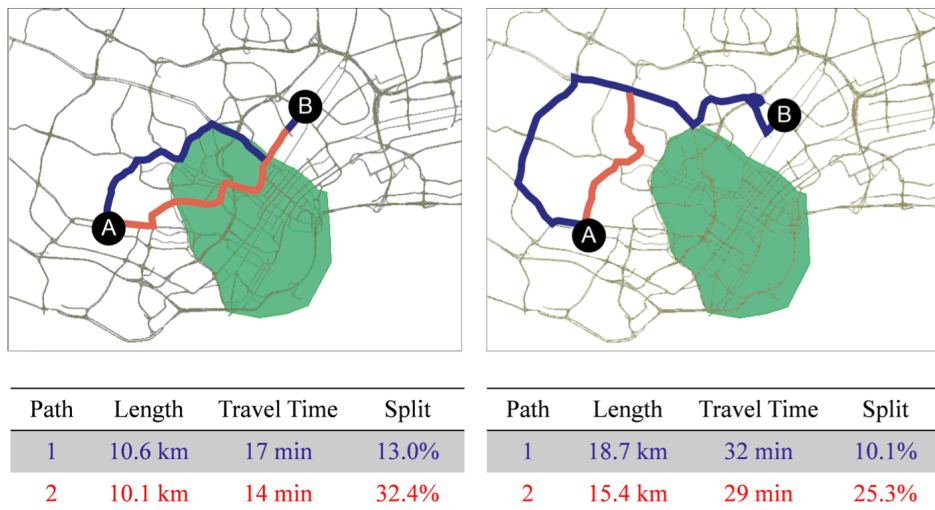 B
A
B
A
Path Length Travel Time Split
1 10.6 km 17 min 13.0%
2 10.1 km 14 min 32.4%
Path Length Travel Time Split
1 18.7 km 32 min 10.1%
2 15.4 km 29 min 25.3%